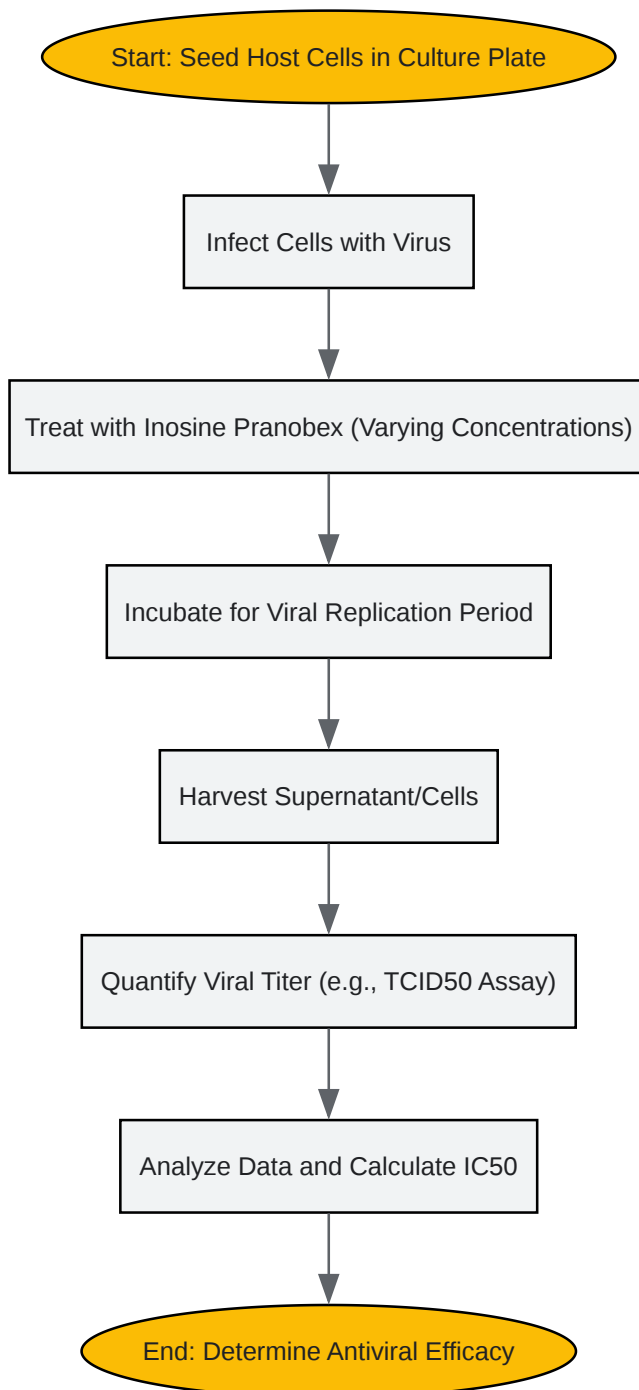 Start: Seed Host Cells in Culture Plate
Infect Cells with Virus
Treat with Inosine Pranobex (Varying Concentrations)
Incubate for Viral Replication Period
Harvest Supernatant/Cells
Quantify Viral Titer (e.g., TCID50 Assay)
Analyze Data and Calculate IC50
End: Determine Antiviral Efficacy